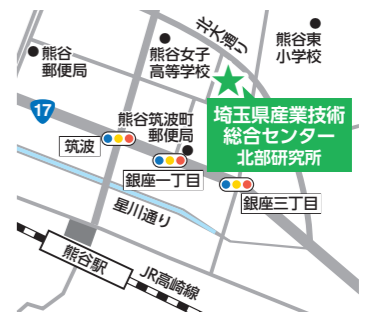 北大通り
熊谷東
小学校
熊谷女子
高等学校
熊谷
郵便局
17
埼玉県産業技術
総合センター
北部研究所
熊谷筑波町
郵便局
筑波
銀座一丁目
銀座三丁目
星川通り
熊谷駅
JR高崎線